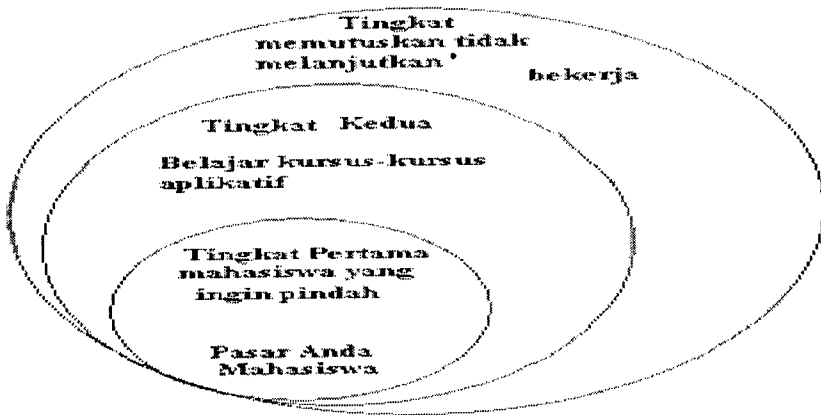 Tingkat
memutuskan tidak
melanjutkan'
bekerja
Tingkat Kedua
Belajar kursus-kursus
aplikatif
Tingkat Pertama
mahasiswa yang
ingin pindah
Pasar Anda
Mahasiswa